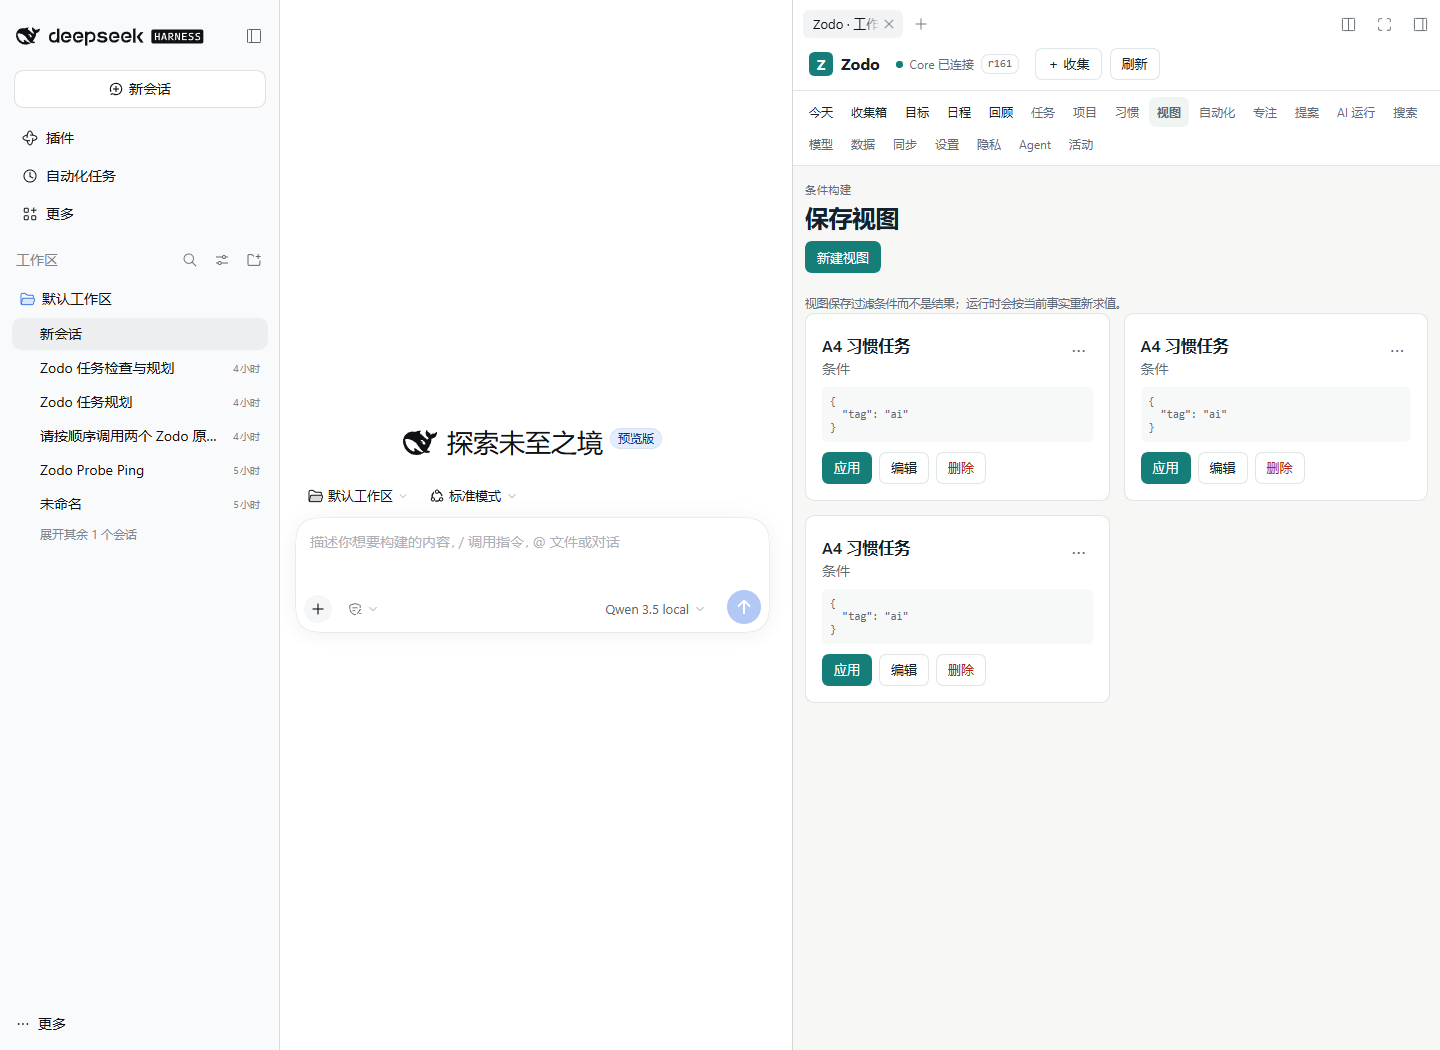 deepseek HARNESS
新会话
插件
自动化任务
更多
工作区
默认工作区
新会话
Zodo 任务检查与规划 4小时
Zodo 任务规划 4小时
请按顺序调用两个 Zodo 原... 4小时
Zodo Probe Ping 5小时
未命名 5小时
展开其余 1 个会话
... 更多
探索未至之境 预览版
默认工作区 标准模式
描述你想要构建的内容, / 调用指令, @ 文件或对话
Qwen 3.5 local
Zodo · 工作
Z Zodo Core 已连接 r161 + 收集 刷新
今天 收集箱 目标 日程 回顾 任务 项目 习惯 视图 自动化 专注 提案 AI 运行 搜索
模型 数据 同步 设置 隐私 Agent 活动
条件构建
保存视图
新建视图
视图保存过滤条件而不是结果；运行时会按当前事实重新求值。
A4 习惯任务 ...
条件
{
"tag": "ai"
}
应用 编辑 删除
A4 习惯任务 ...
条件
{
"tag": "ai"
}
应用 编辑 删除
A4 习惯任务 ...
条件
{
"tag": "ai"
}
应用 编辑 删除